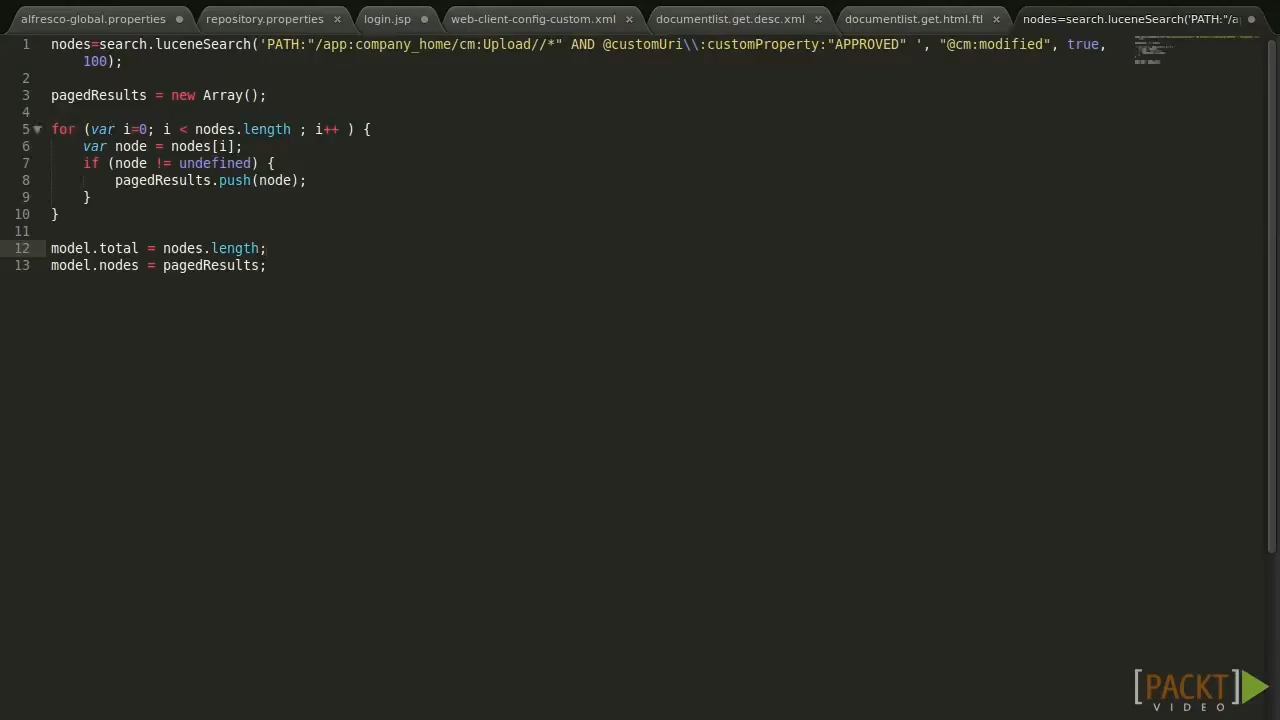 alfresco-global.properties
repository.properties
login.jsp
web-client-config-custom.xml
documentlist.get.desc.xml
documentlist.get.html.ftl
nodes=search.luceneSearch('PATH:"/a
1 nodes=search.luceneSearch('PATH:"/app:company_home/cm:Upload//*" AND @customUri\\:customProperty:"APPROVED" ', "@cm:modified", true,
100);
2
3 pagedResults = new Array();
4
5 for (var i=0; i < nodes.length ; i++ ) {
6 var node = nodes[i];
7 if (node != undefined) {
8 pagedResults.push(node);
9 }
10 }
11
12 model.total = nodes.length;
13 model.nodes = pagedResults;
[PACKT]
VIDEO